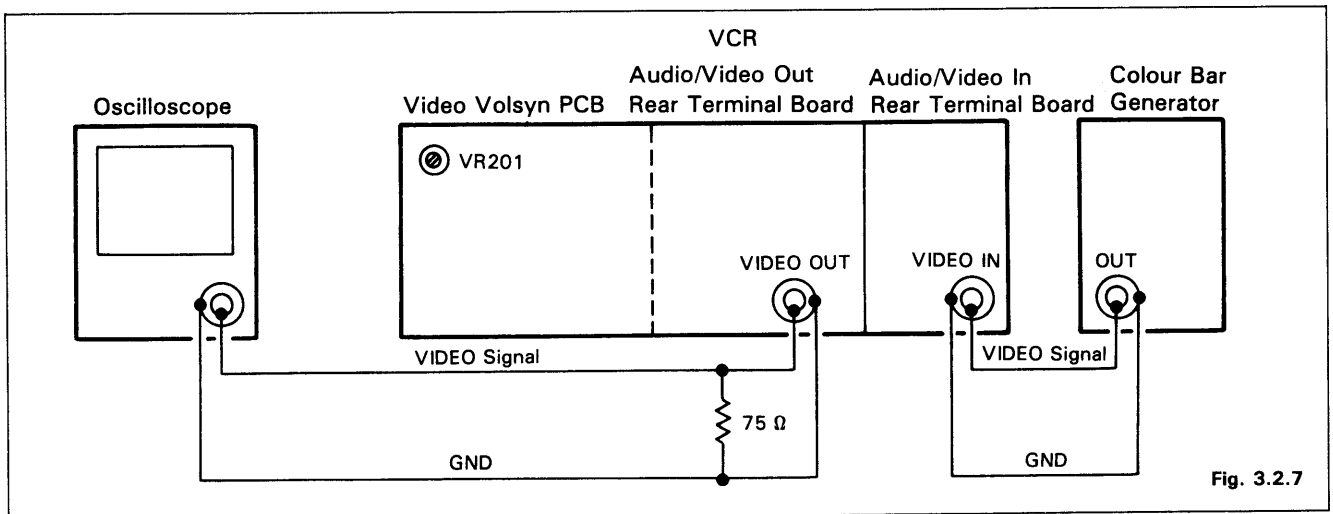 VCR
Oscilloscope
Video Volsyn PCB
Audio/Video Out
Rear Terminal Board
Audio/Video In
Rear Terminal Board
Colour Bar
Generator
VR201
VIDEO OUT
VIDEO IN
OUT
VIDEO Signal
VIDEO Signal
75 Ω
GND
GND
Fig. 3.2.7